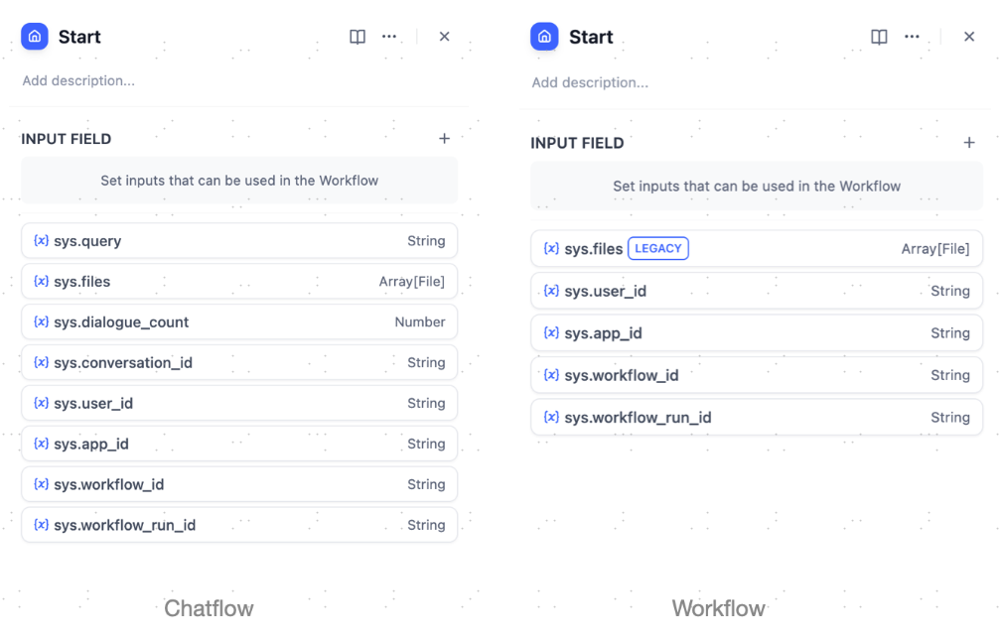 Start
Add description...
INPUT FIELD
Set inputs that can be used in the Workflow
{x} sys.query String
{x} sys.files Array[File]
{x} sys.dialogue_count Number
{x} sys.conversation_id String
{x} sys.user_id String
{x} sys.app_id String
{x} sys.workflow_id String
{x} sys.workflow_run_id String
Chatflow
Start
Add description...
INPUT FIELD
Set inputs that can be used in the Workflow
{x} sys.files LEGACY Array[File]
{x} sys.user_id String
{x} sys.app_id String
{x} sys.workflow_id String
{x} sys.workflow_run_id String
Workflow